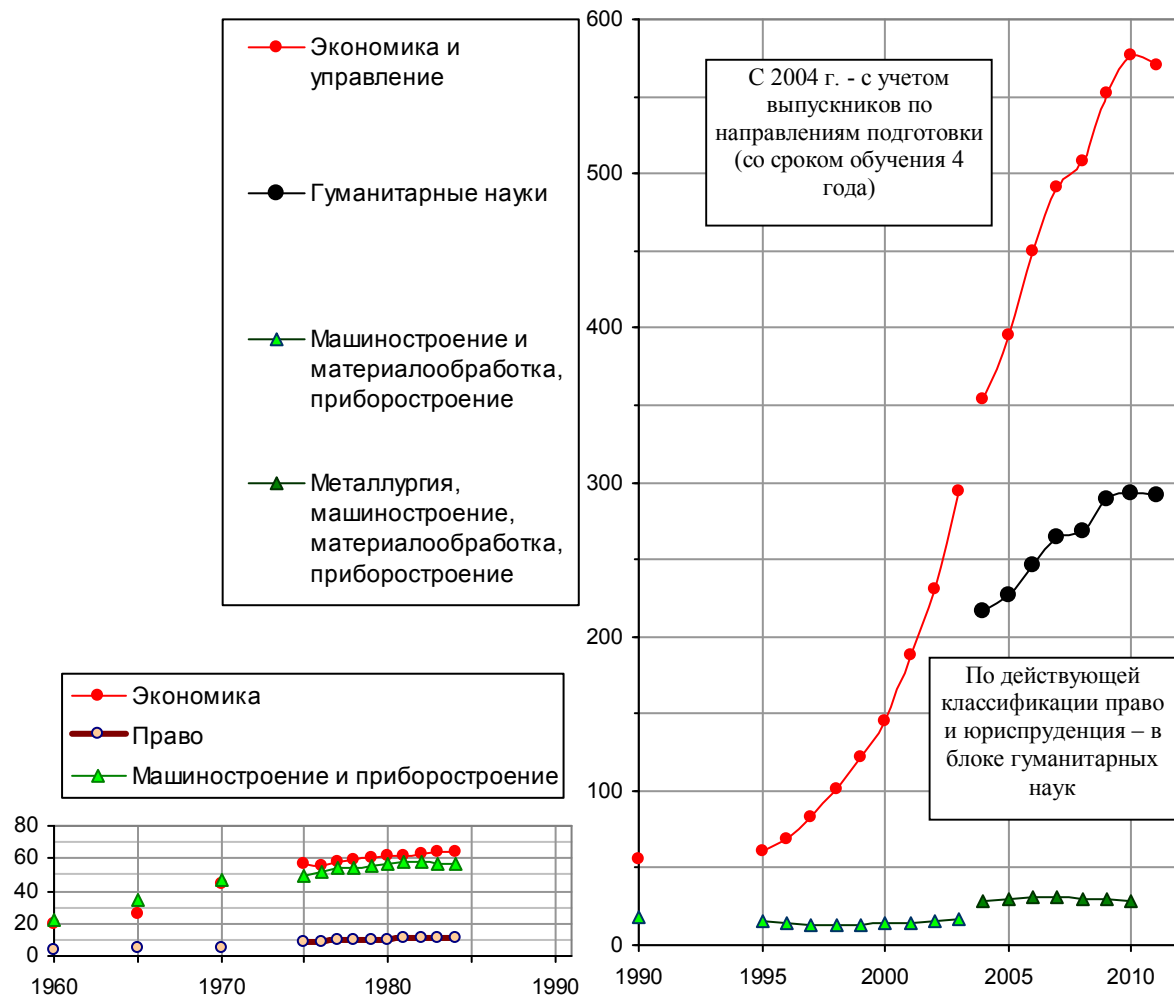 Экономика и
управление
Гуманитарные науки
Машиностроение и
материалообработка,
приборостроение
Металлургия,
машиностроение,
материалообработка,
приборостроение
Экономика
Право
Машиностроение и приборостроение
80
60
40
20
0
1960
1970
1980
1990
600
500
400
300
200
100
0
1990
1995
2000
2005
2010
С 2004 г. - с учетом
выпускников по
направлениям подготовки
(со сроком обучения 4
года)
По действующей
классификации право
и юриспруденция – в
блоке гуманитарных
наук